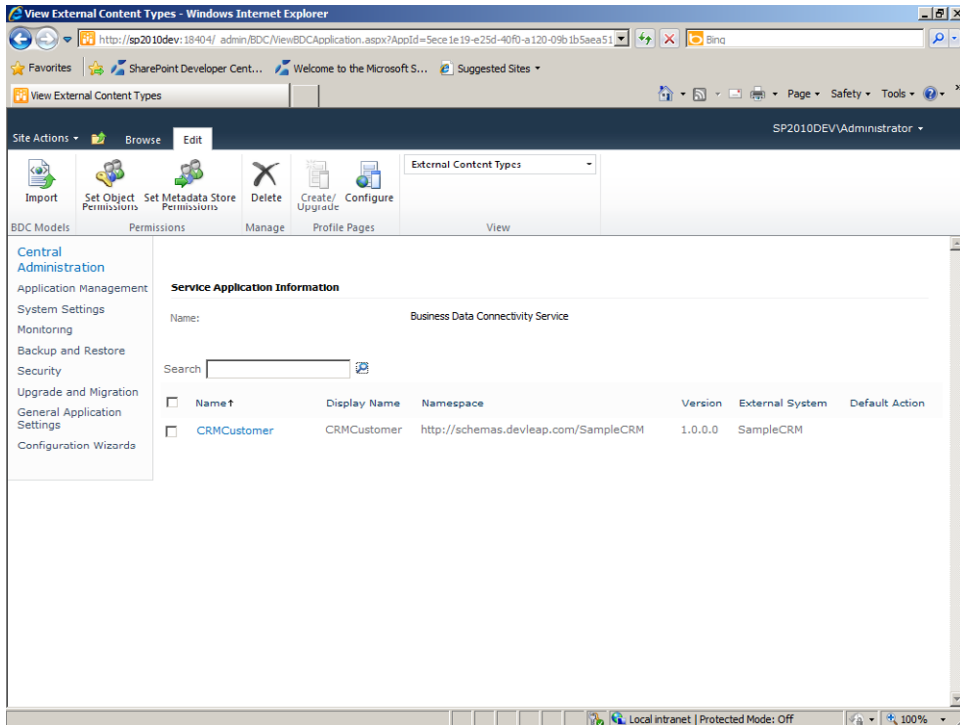 View External Content Types - Windows Internet Explorer
http://sp2010dev:18404/_admin/BDC/ViewBDCApplication.aspx?AppId=5ece1e19-e25d-40f0-a120-09b1b5aea51
Bing
Favorites SharePoint Developer Cent... Welcome to the Microsoft S... Suggested Sites
View External Content Types
Page Safety Tools
Site Actions Browse Edit
SP2010DEV\Administrator
Import
Set Object Permissions
Set Metadata Store Permissions
Delete
Create/ Upgrade
Configure
External Content Types
BDC Models Permissions Manage Profile Pages View
Central Administration
Application Management
System Settings
Monitoring
Backup and Restore
Security
Upgrade and Migration
General Application Settings
Configuration Wizards
Service Application Information
Name: Business Data Connectivity Service
Search
Name↑ Display Name Namespace Version External System Default Action
CRMCustomer CRMCustomer http://schemas.devleap.com/SampleCRM 1.0.0.0 SampleCRM
Local intranet | Protected Mode: Off 100%